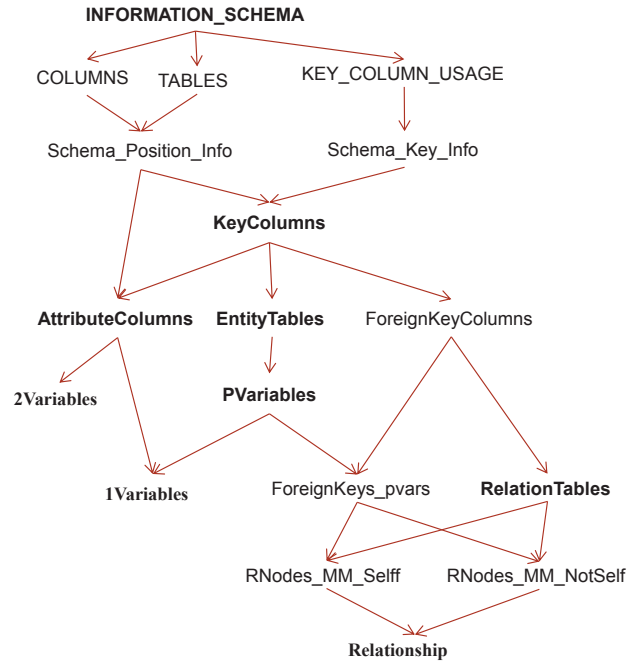 INFORMATION_SCHEMA
COLUMNS
TABLES
KEY_COLUMN_USAGE
Schema_Position_Info
Schema_Key_Info
KeyColumns
AttributeColumns
EntityTables
ForeignKeyColumns
2Variables
PVariables
1Variables
ForeignKeys_pvars
RelationTables
RNodes_MM_Selff
RNodes_MM_NotSelf
Relationship